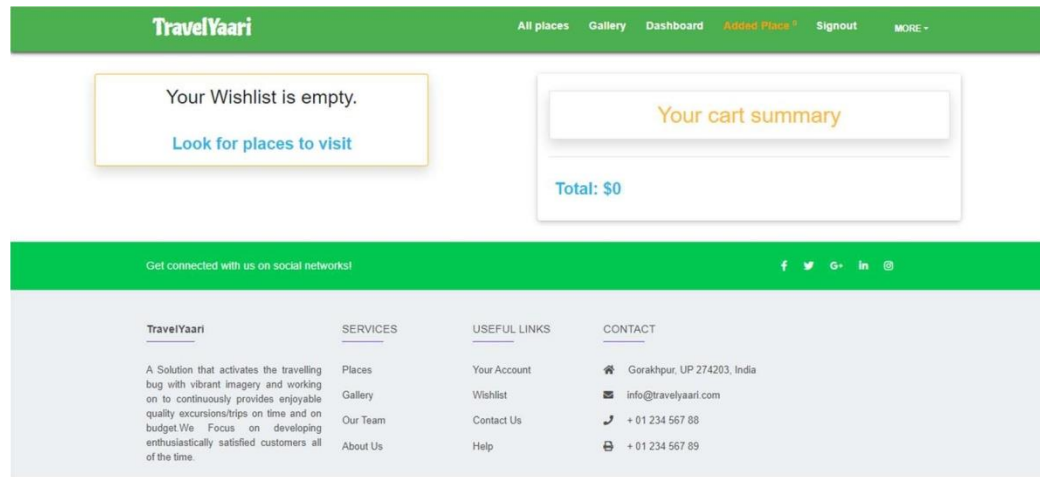 TravelYaari
All places Gallery Dashboard Added Place 0 Signout MORE
Your Wishlist is empty.
Look for places to visit
Your cart summary
Total: $0
Get connected with us on social networks!
TravelYaari
A Solution that activates the travelling
bug with vibrant imagery and working
on to continuously provides enjoyable
quality excursions/trips on time and on
budget.We Focus on developing
enthusiastically satisfied customers all
of the time.
SERVICES
Places
Gallery
Our Team
About Us
USEFUL LINKS
Your Account
Wishlist
Contact Us
Help
CONTACT
Gorakhpur, UP 274203, India
info@travelyaari.com
+ 01 234 567 88
+ 01 234 567 89